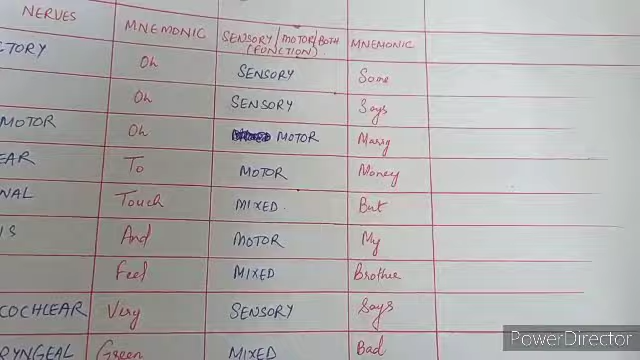 NERVES MNEMONIC SENSORY/MOTOR/BOTH (FUNCTION) MNEMONIC
CTORY Oh SENSORY Some
Oh SENSORY Says
MOTOR Oh MOTOR Marry
EAR To MOTOR Money
NAL Touch MIXED. But
IS And MOTOR My
Feel MIXED Brother
COCHLEAR Very SENSORY Says
RYNGEAL Green MIXED Bad
PowerDirector